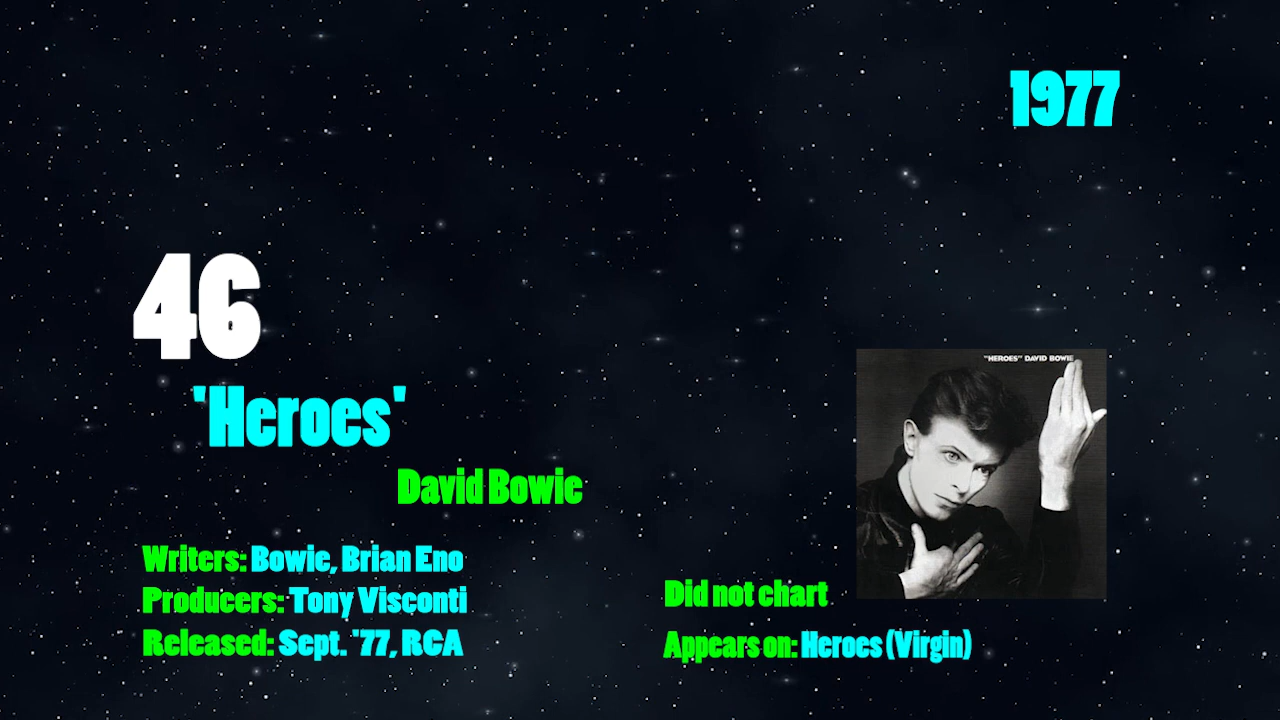 1977
46
'Heroes'
David Bowie
"HEROES" DAVID BOWIE
Writers: Bowie, Brian Eno
Producers: Tony Visconti
Released: Sept. '77, RCA
Did not chart
Appears on: Heroes (Virgin)